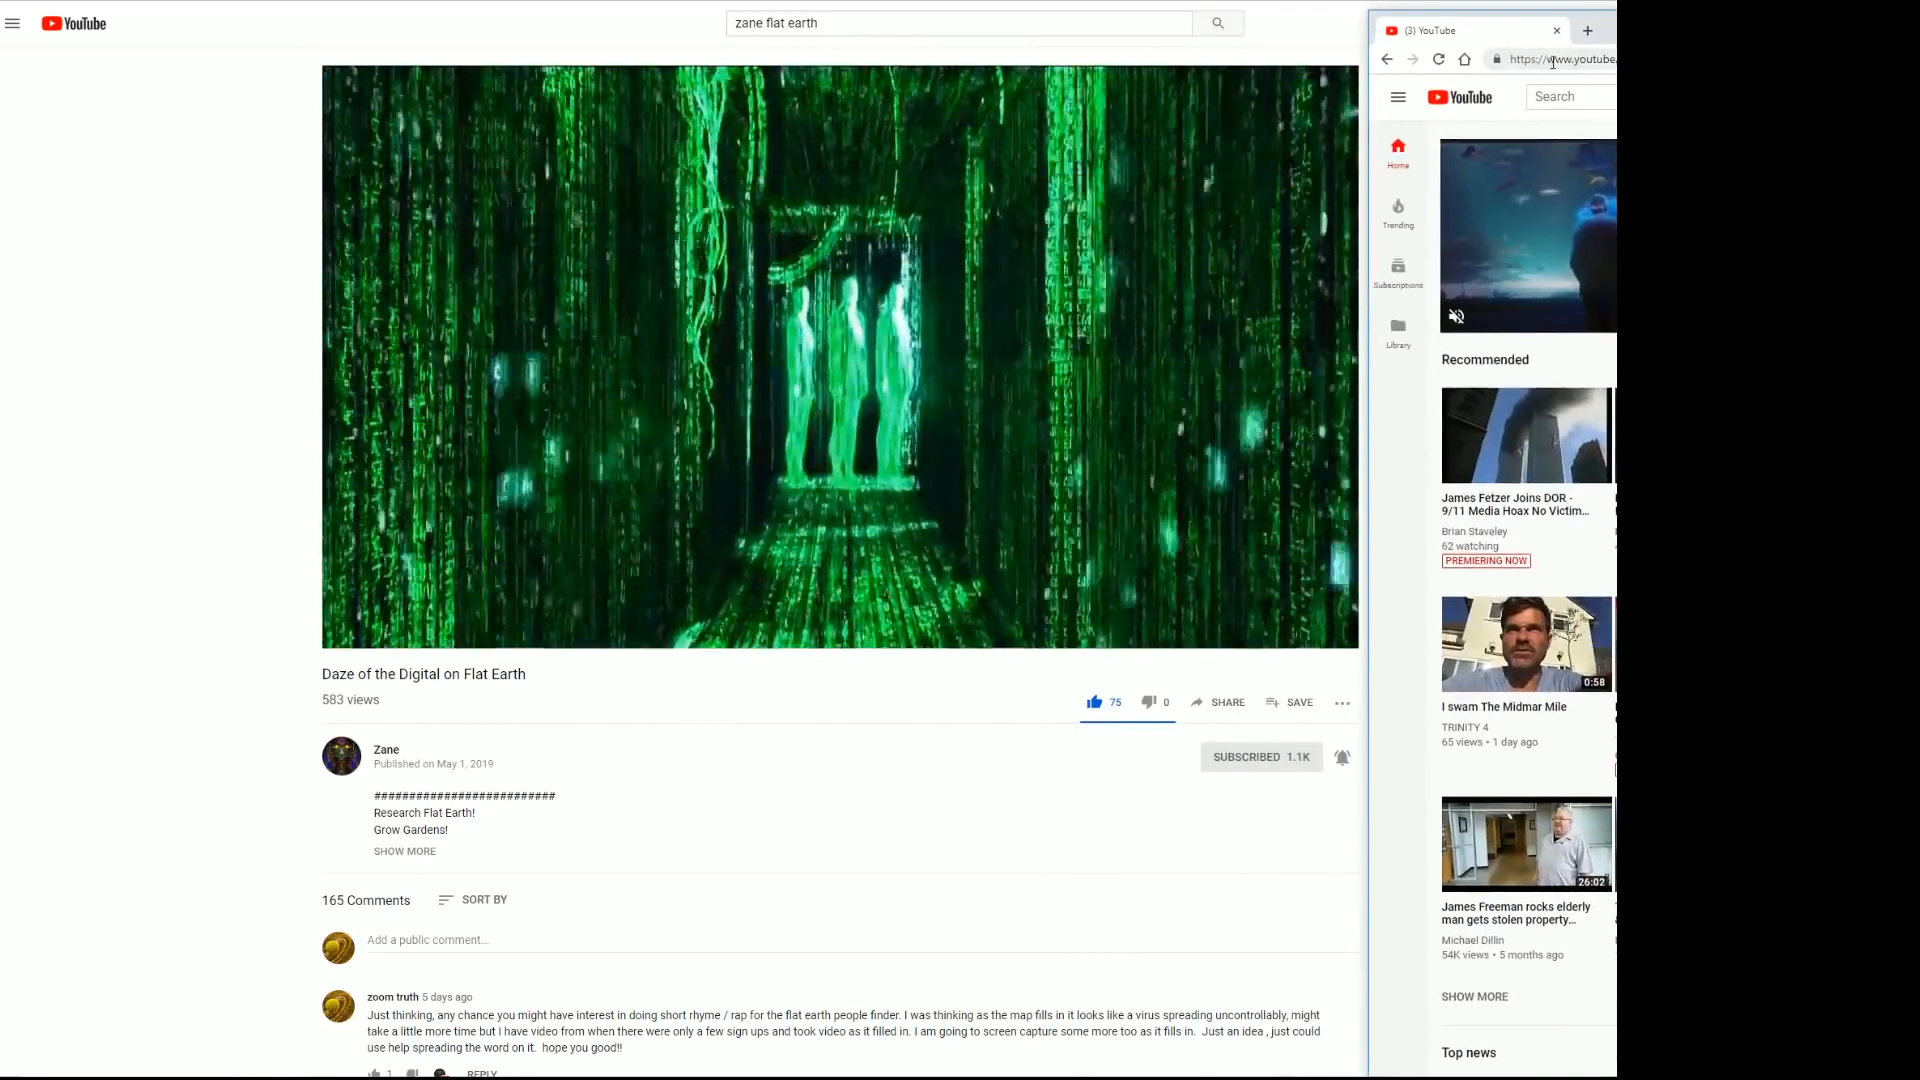 YouTube
zane flat earth
Daze of the Digital on Flat Earth
583 views
75
0
SHARE
SAVE
Zane
Published on May 1, 2019
SUBSCRIBED 1.1K
##########################
Research Flat Earth!
Grow Gardens!
SHOW MORE
165 Comments
SORT BY
Add a public comment...
zoom truth 5 days ago
Just thinking, any chance you might have interest in doing short rhyme / rap for the flat earth people finder. I was thinking as the map fills in it looks like a virus spreading uncontrollably, might
take a little more time but I have video from when there were only a few sign ups and took video as it filled in. I am going to screen capture some more too as it fills in. Just an idea , just could
use help spreading the word on it. hope you good!!
1
REPLY
(3) YouTube
https://www.youtube.
YouTube
Search
Home
Trending
Subscriptions
Library
Recommended
James Fetzer Joins DOR -
9/11 Media Hoax No Victim...
Brian Staveley
62 watching
PREMIERING NOW
0:58
I swam The Midmar Mile
TRINITY 4
65 views • 1 day ago
26:02
James Freeman rocks elderly
man gets stolen property...
Michael Dillin
54K views • 5 months ago
SHOW MORE
Top news